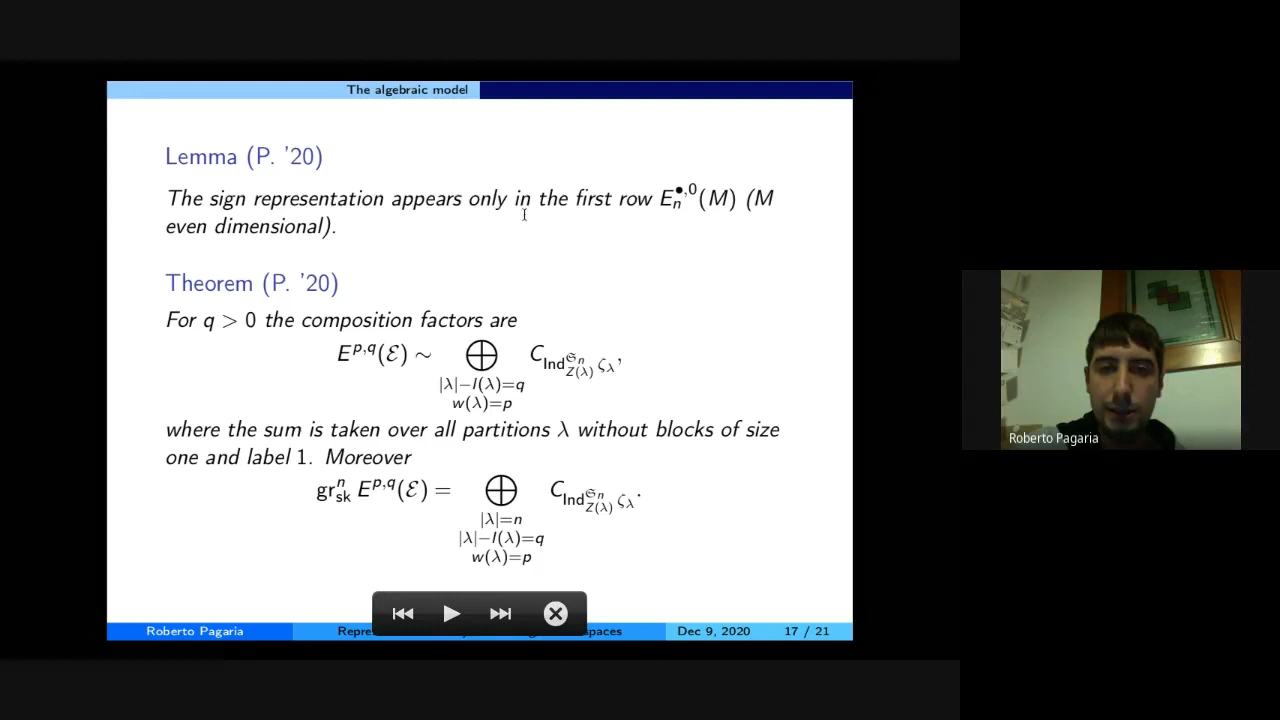 The algebraic model
Lemma (P. '20)
The sign representation appears only in the first row E_n^{•,0}(M) (M
even dimensional).
Theorem (P. '20)
For q > 0 the composition factors are
E^{p,q}(ℰ) ∼ ⊕_{|λ|−l(λ)=q, w(λ)=p} C_{Ind_{Z(λ)}^{𝔖_n} ζ_λ},
where the sum is taken over all partitions λ without blocks of size
one and label 1. Moreover
gr_{sk}^n E^{p,q}(ℰ) = ⊕_{|λ|=n, |λ|−l(λ)=q, w(λ)=p} C_{Ind_{Z(λ)}^{𝔖_n} ζ_λ}.
Roberto Pagaria
Dec 9, 2020
17 / 21
Roberto Pagaria